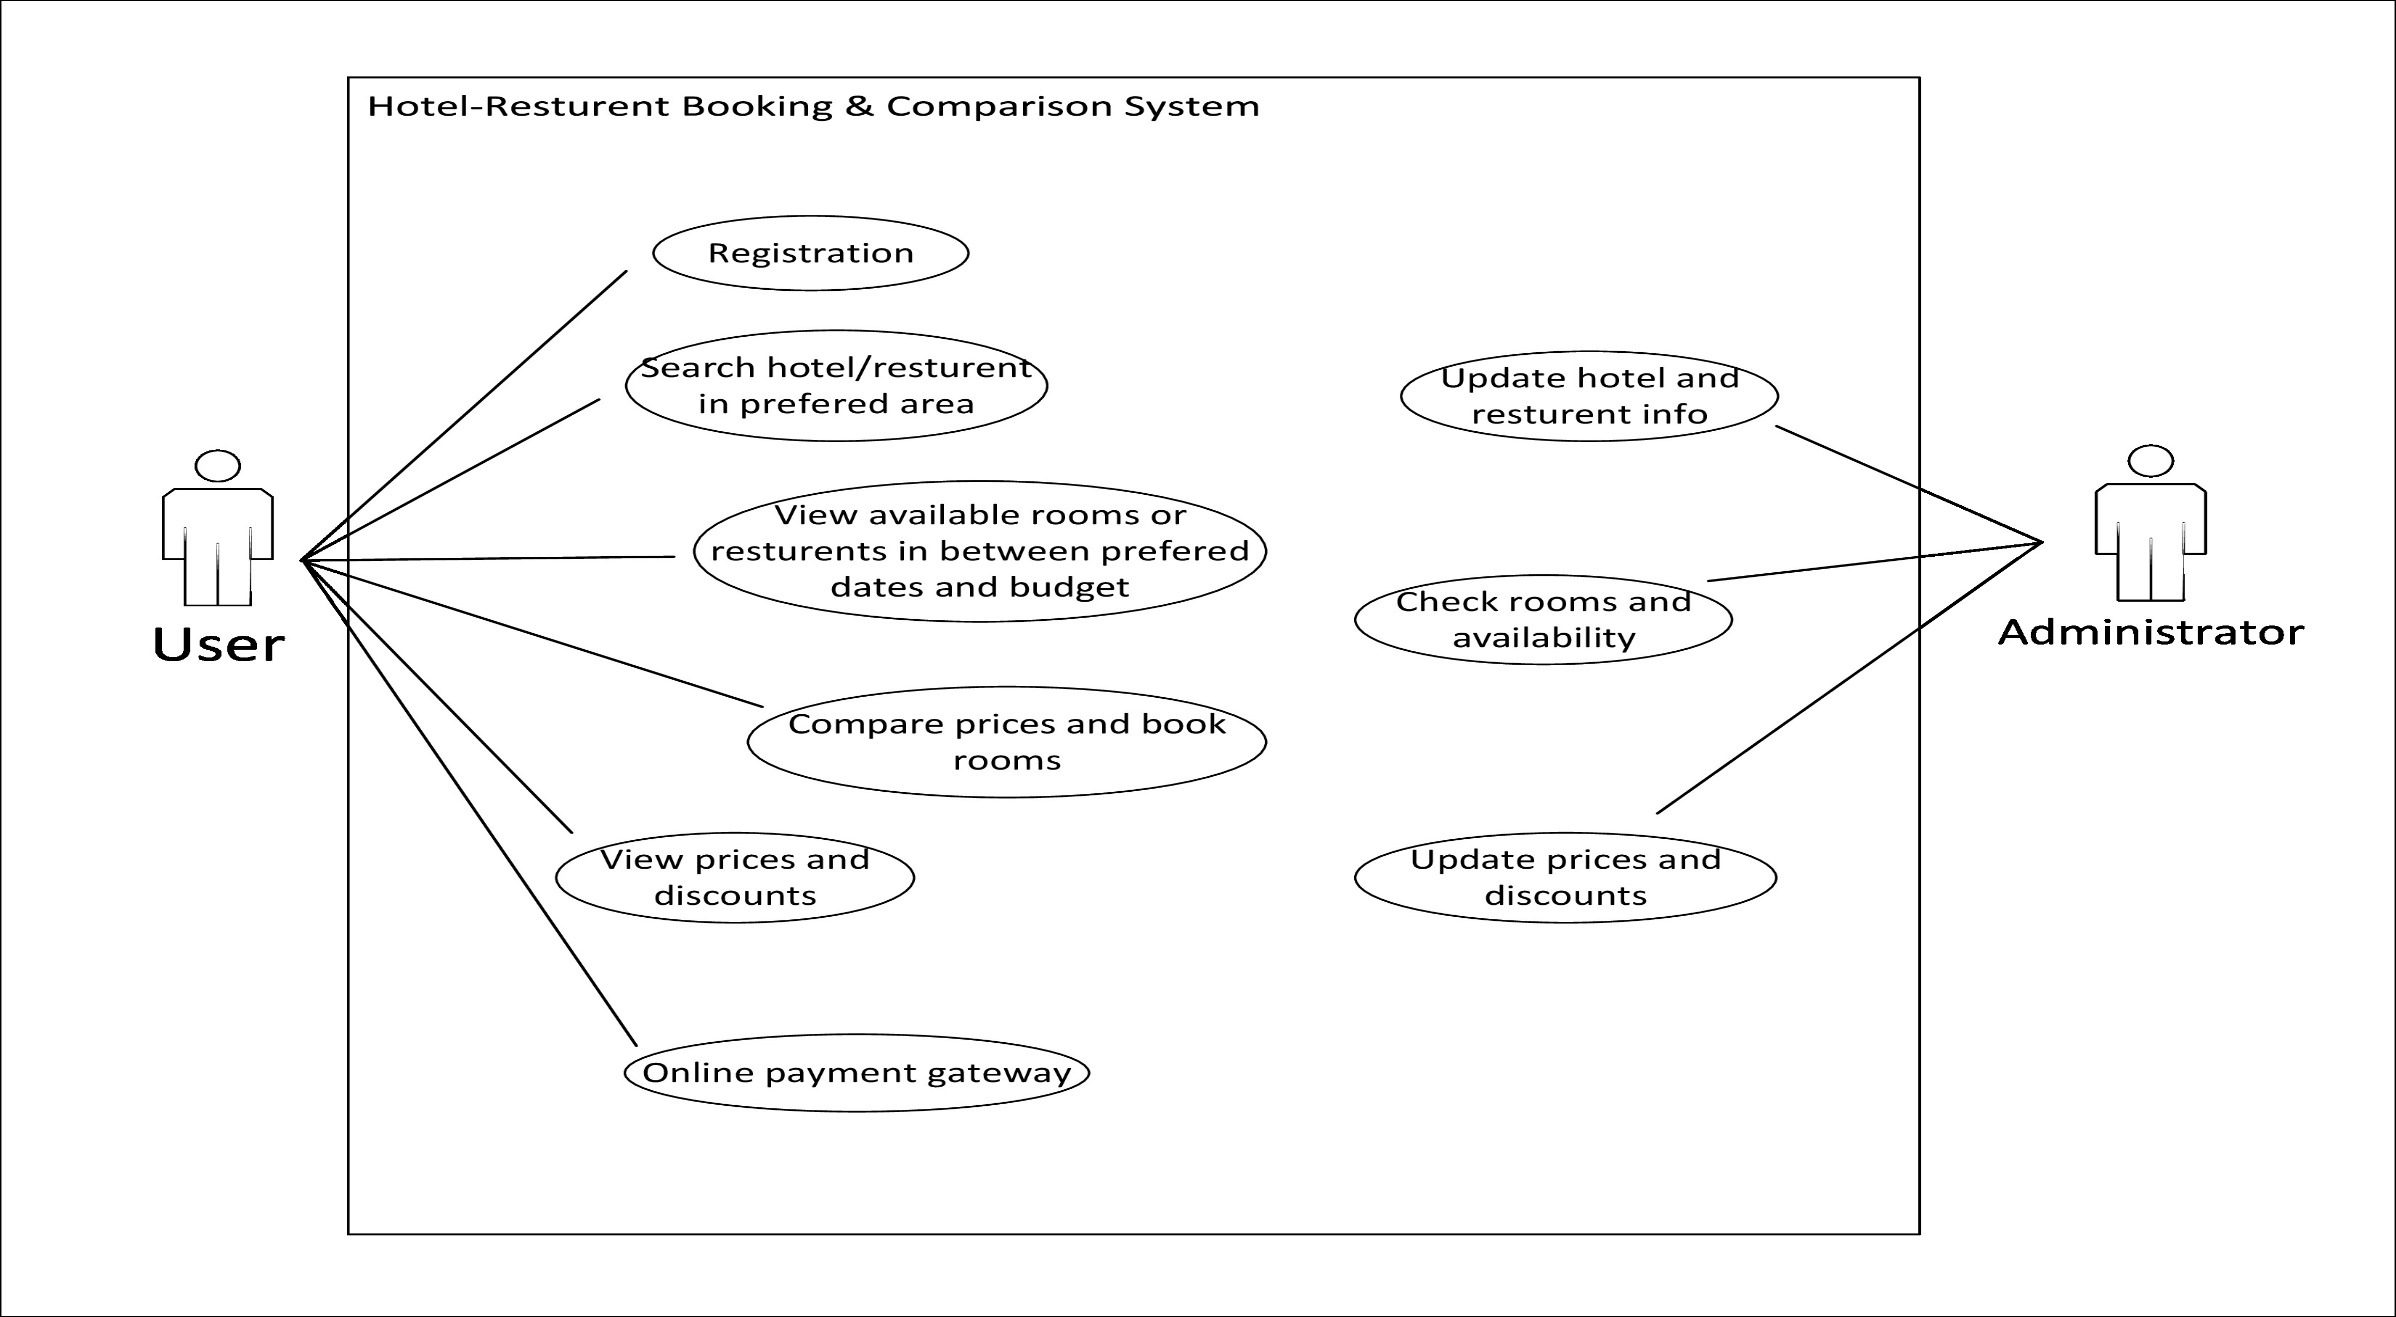 Hotel-Resturent Booking & Comparison System
Registration
Search hotel/resturent
in prefered area
View available rooms or
resturents in between prefered
dates and budget
Compare prices and book
rooms
View prices and
discounts
Online payment gateway
User
Update hotel and
resturent info
Check rooms and
availability
Update prices and
discounts
Administrator